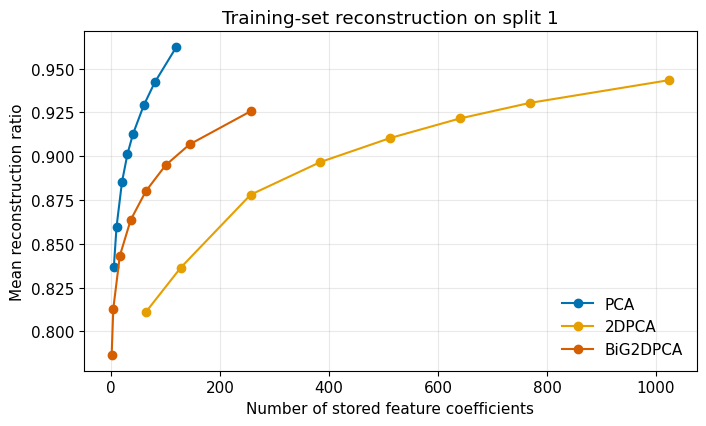 Training-set reconstruction on split 1
Mean reconstruction ratio
0.950
0.925
0.900
0.875
0.850
0.825
0.800
PCA
2DPCA
BiG2DPCA
0 200 400 600 800 1000
Number of stored feature coefficients